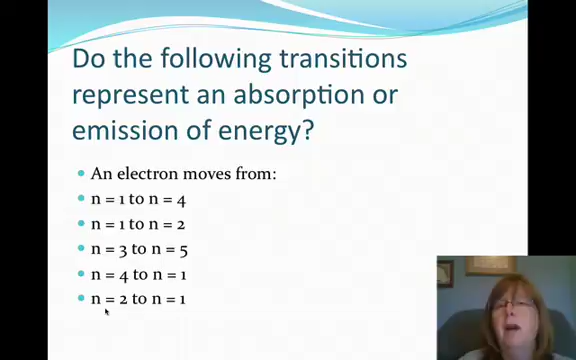 Do the following transitions
represent an absorption or
emission of energy?
An electron moves from:
n = 1 to n = 4
n = 1 to n = 2
n = 3 to n = 5
n = 4 to n = 1
n = 2 to n = 1